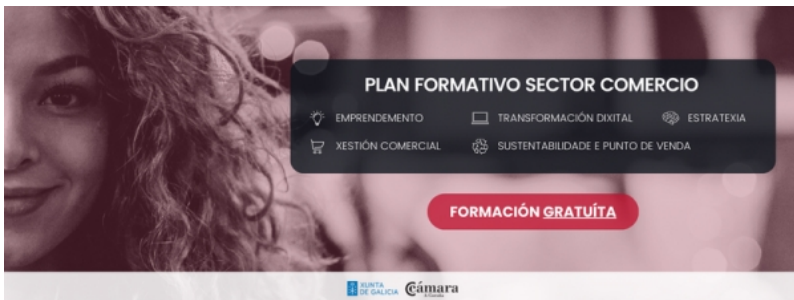 PLAN FORMATIVO SECTOR COMERCIO
EMPRENDEMENTO
TRANSFORMACIÓN DIXITAL
ESTRATEXIA
XESTIÓN COMERCIAL
SUSTENTABILIDADE E PUNTO DE VENDA
FORMACIÓN GRATUÍTA
XUNTA
DE GALICIA
Cámara